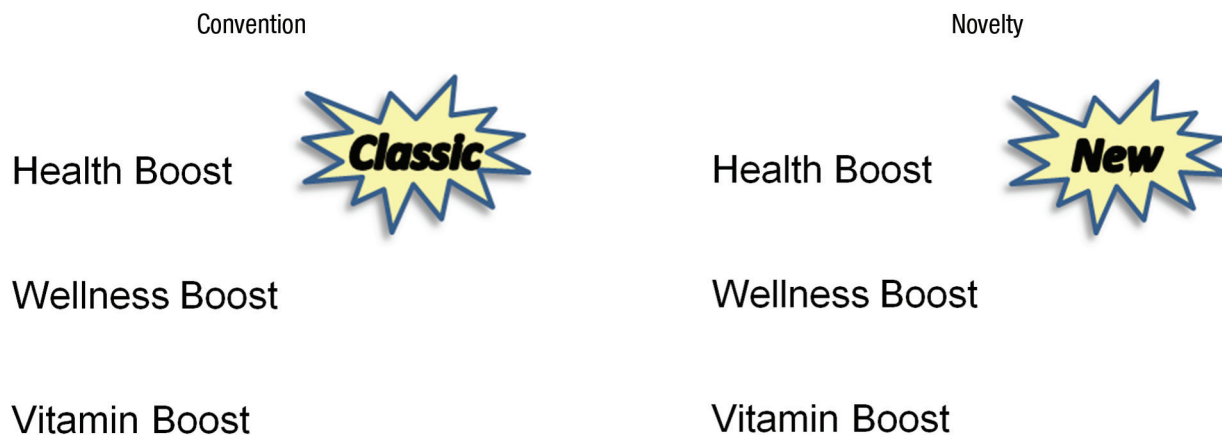 Convention
Health Boost
Classic
Wellness Boost
Vitamin Boost
Novelty
Health Boost
New
Wellness Boost
Vitamin Boost